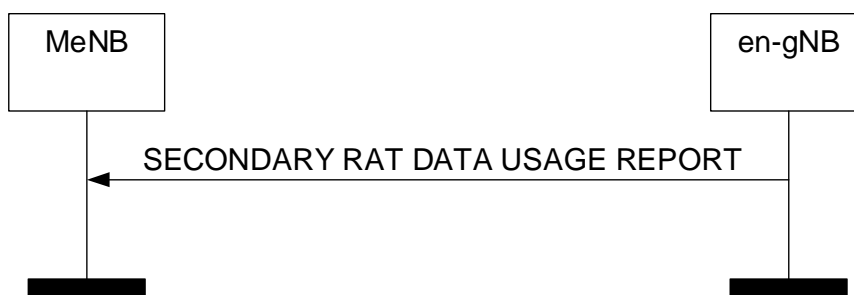 MeNB
en-gNB
SECONDARY RAT DATA USAGE REPORT